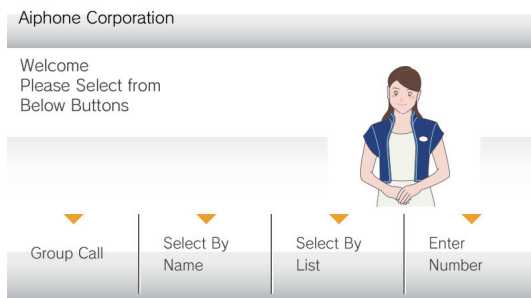 Aiphone Corporation
Welcome
Please Select from
Below Buttons
Group Call
Select By
Name
Select By
List
Enter
Number